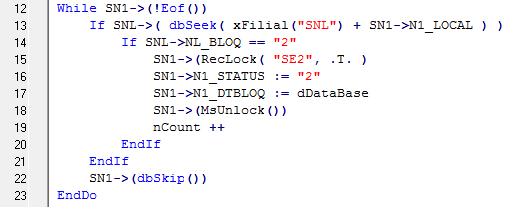 12 While SN1->(!Eof())
13 If SNL->( dbSeek( xFilial("SNL") + SN1->N1_LOCAL ) )
14 If SNL->NL_BLOQ == "2"
15 SN1->(RecLock( "SE2", .T. )
16 SN1->N1_STATUS := "2"
17 SN1->N1_DTBLOQ := dDataBase
18 SN1->(MsUnlock())
19 nCount ++
20 EndIf
21 EndIf
22 SN1->(dbSkip())
23 EndDo